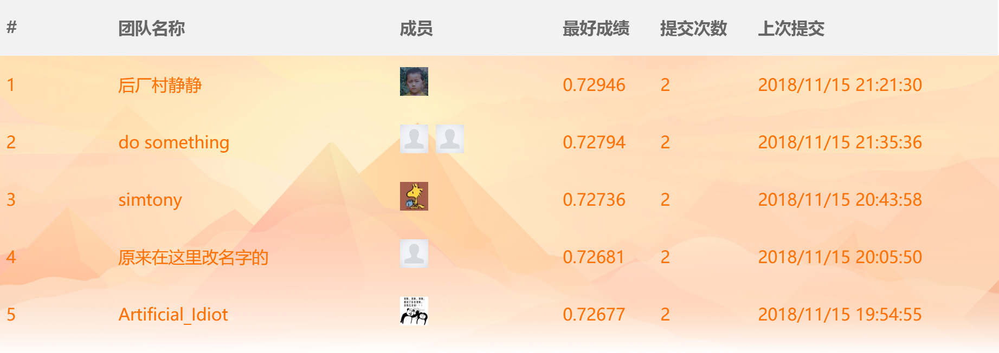 # 团队名称 成员 最好成绩 提交次数 上次提交
1 后厂村静静 0.72946 2 2018/11/15 21:21:30
2 do something 0.72794 2 2018/11/15 21:35:36
3 simtony 0.72736 2 2018/11/15 20:43:58
4 原来在这里改名字的 0.72681 2 2018/11/15 20:05:50
5 Artificial_Idiot 0.72677 2 2018/11/15 19:54:55